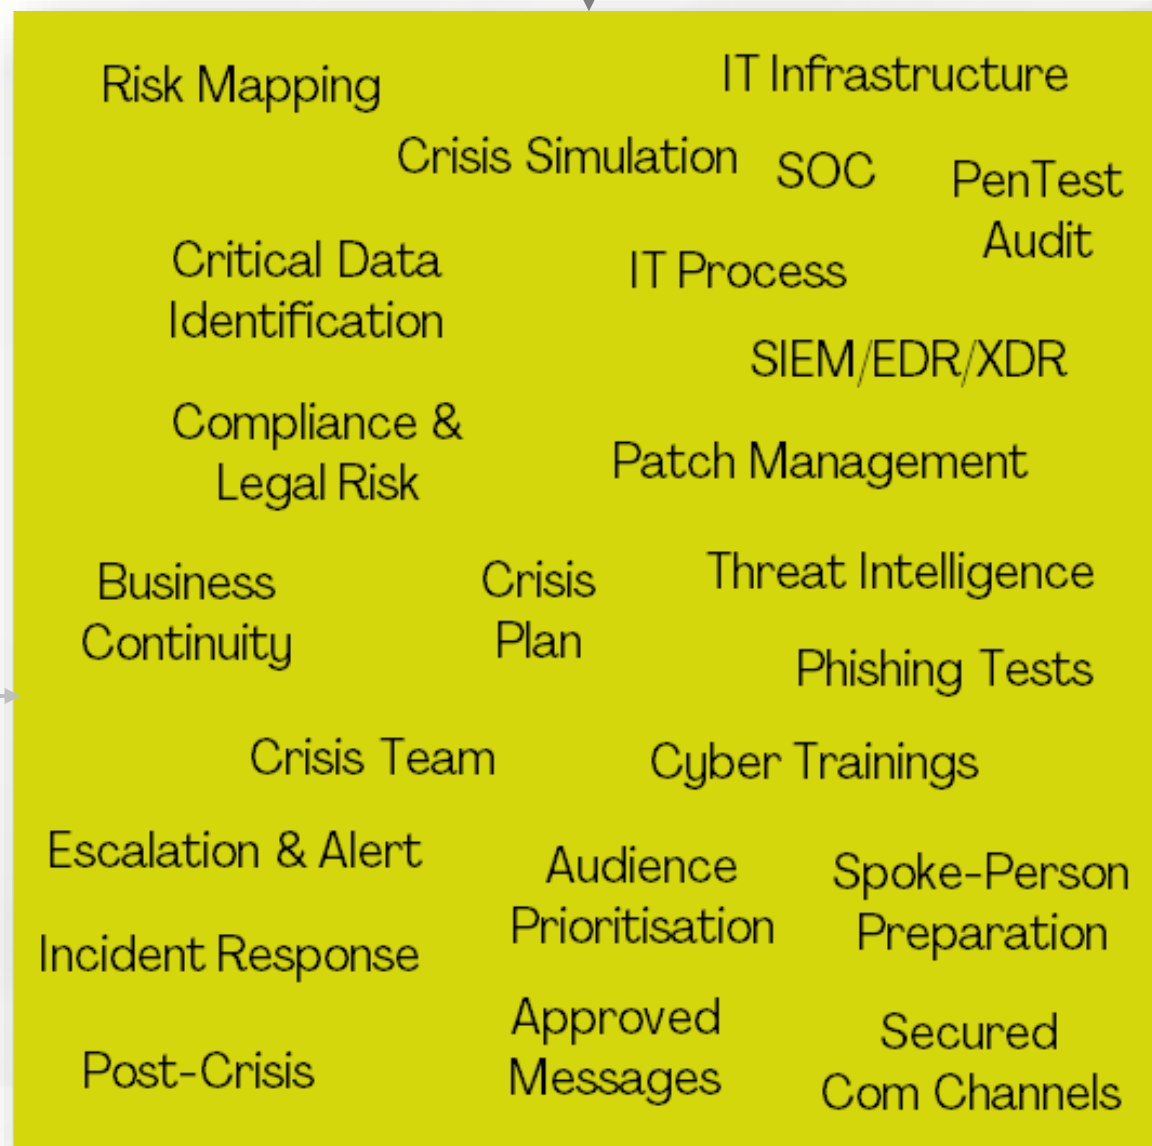 Risk Mapping
IT Infrastructure
Crisis Simulation
SOC
PenTest
Audit
Critical Data
Identification
IT Process
SIEM/EDR/XDR
Compliance &
Legal Risk
Patch Management
Business
Continuity
Crisis
Plan
Threat Intelligence
Phishing Tests
Crisis Team
Cyber Trainings
Escalation & Alert
Audience
Prioritisation
Spoke-Person
Preparation
Incident Response
Approved
Messages
Secured
Com Channels
Post-Crisis